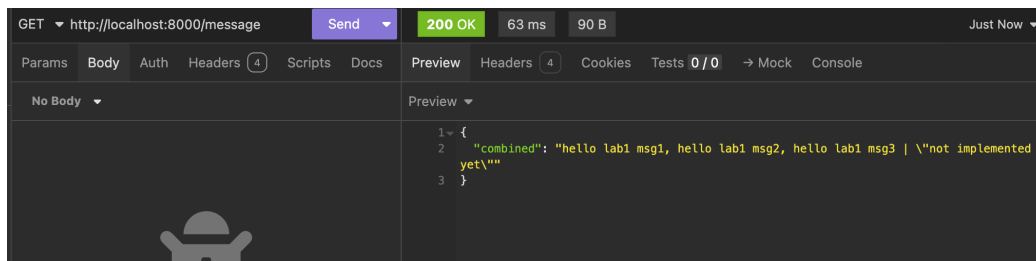 GET http://localhost:8000/message Send 200 OK 63 ms 90 B Just Now
Params Body Auth Headers 4 Scripts Docs Preview Headers 4 Cookies Tests 0 / 0 → Mock Console
No Body Preview
1 {
2 "combined": "hello lab1 msg1, hello lab1 msg2, hello lab1 msg3 | \"not implemented
yet\""
3 }